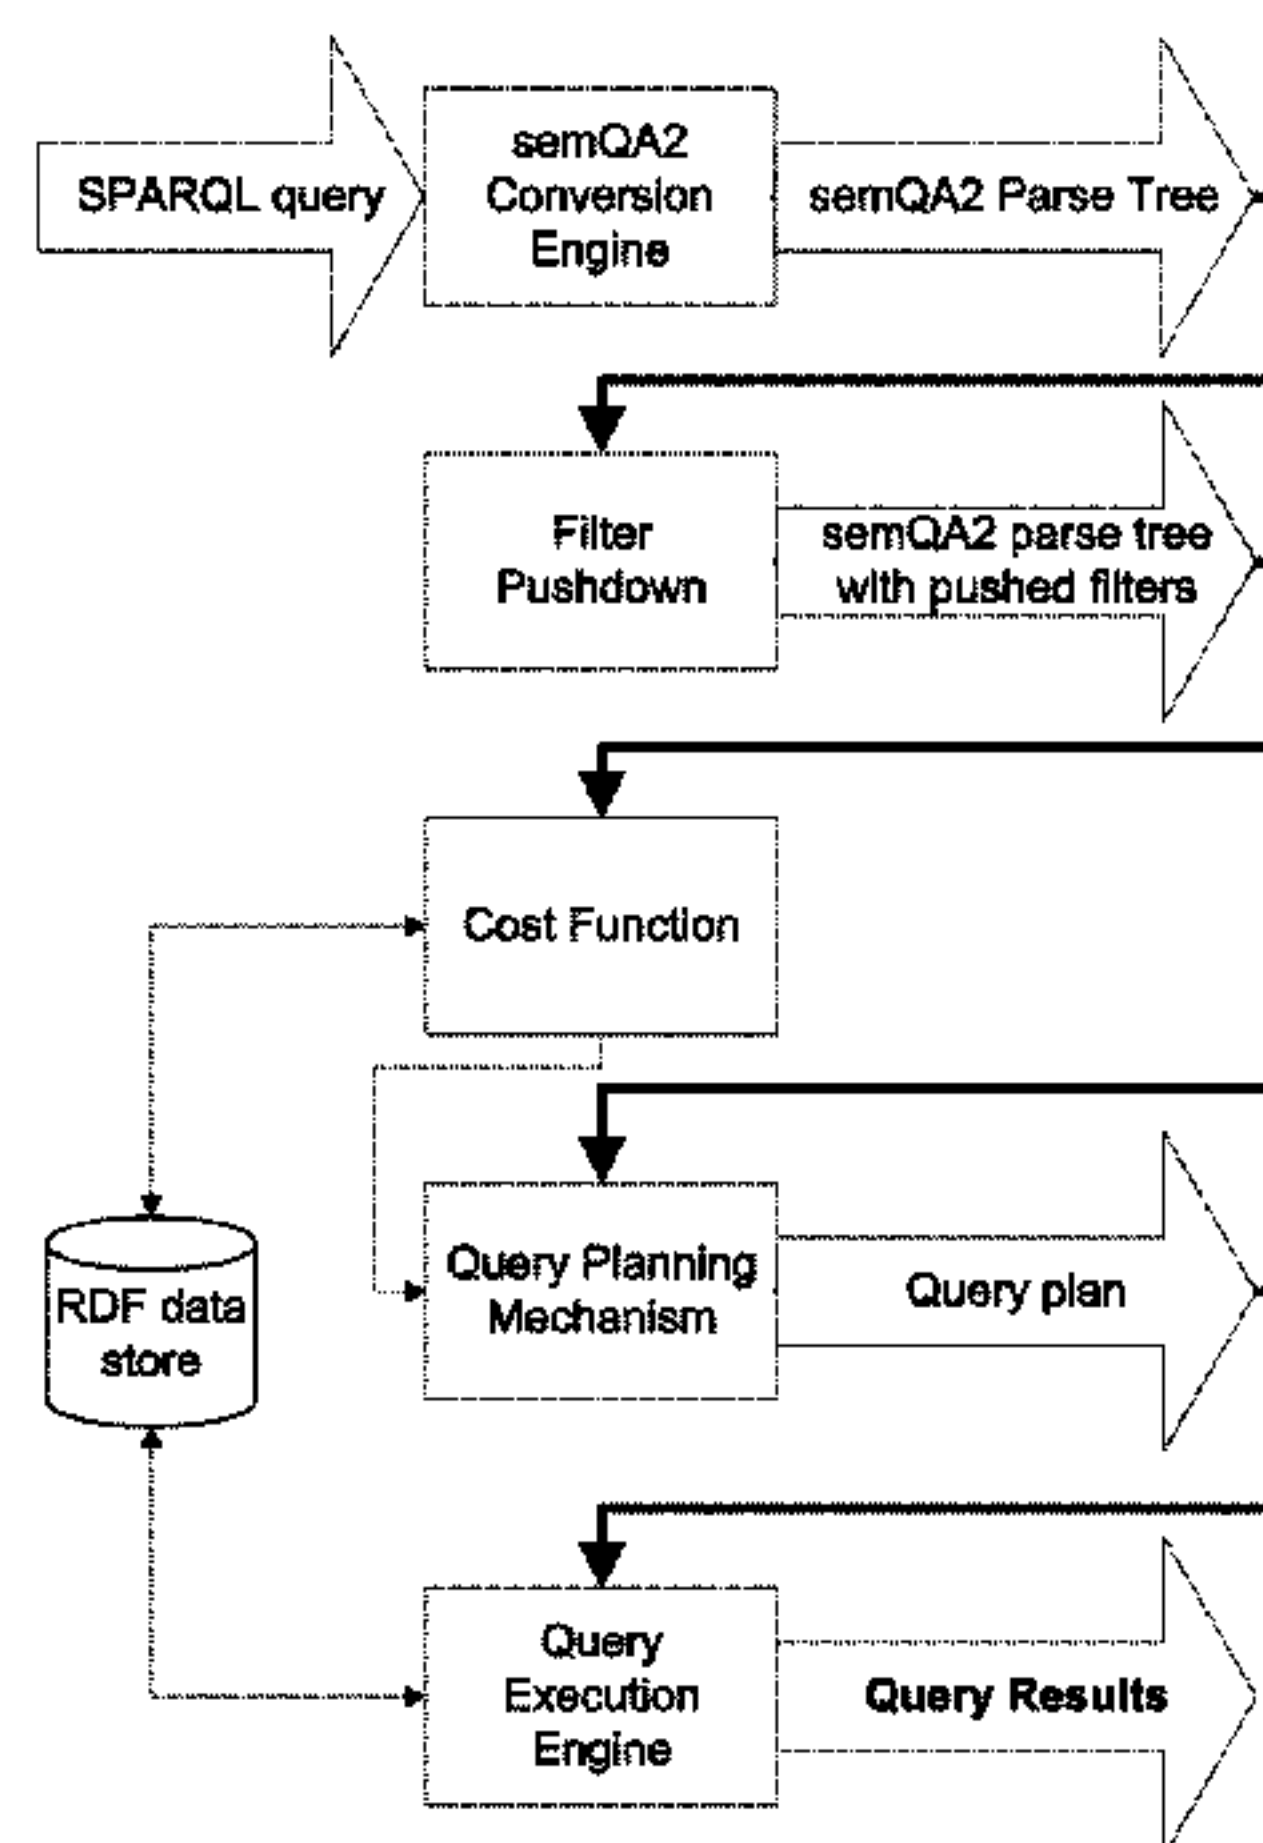 SPARQL query
semQA2
Conversion
Engine
semQA2 Parse Tree
Filter
Pushdown
semQA2 parse tree
with pushed filters
Cost Function
RDF data
store
Query Planning
Mechanism
Query plan
Query
Execution
Engine
Query Results